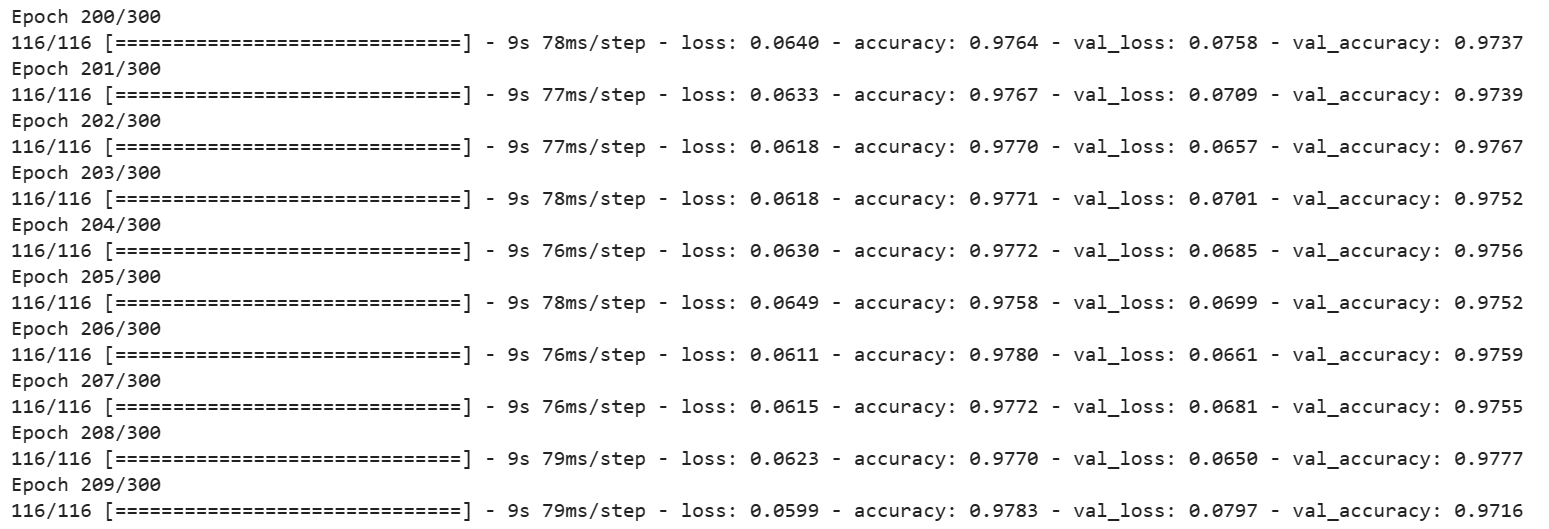 Epoch 200/300
116/116 [==============================] - 9s 78ms/step - loss: 0.0640 - accuracy: 0.9764 - val_loss: 0.0758 - val_accuracy: 0.9737
Epoch 201/300
116/116 [==============================] - 9s 77ms/step - loss: 0.0633 - accuracy: 0.9767 - val_loss: 0.0709 - val_accuracy: 0.9739
Epoch 202/300
116/116 [==============================] - 9s 77ms/step - loss: 0.0618 - accuracy: 0.9770 - val_loss: 0.0657 - val_accuracy: 0.9767
Epoch 203/300
116/116 [==============================] - 9s 78ms/step - loss: 0.0618 - accuracy: 0.9771 - val_loss: 0.0701 - val_accuracy: 0.9752
Epoch 204/300
116/116 [==============================] - 9s 76ms/step - loss: 0.0630 - accuracy: 0.9772 - val_loss: 0.0685 - val_accuracy: 0.9756
Epoch 205/300
116/116 [==============================] - 9s 78ms/step - loss: 0.0649 - accuracy: 0.9758 - val_loss: 0.0699 - val_accuracy: 0.9752
Epoch 206/300
116/116 [==============================] - 9s 76ms/step - loss: 0.0611 - accuracy: 0.9780 - val_loss: 0.0661 - val_accuracy: 0.9759
Epoch 207/300
116/116 [==============================] - 9s 76ms/step - loss: 0.0615 - accuracy: 0.9772 - val_loss: 0.0681 - val_accuracy: 0.9755
Epoch 208/300
116/116 [==============================] - 9s 79ms/step - loss: 0.0623 - accuracy: 0.9770 - val_loss: 0.0650 - val_accuracy: 0.9777
Epoch 209/300
116/116 [==============================] - 9s 79ms/step - loss: 0.0599 - accuracy: 0.9783 - val_loss: 0.0797 - val_accuracy: 0.9716